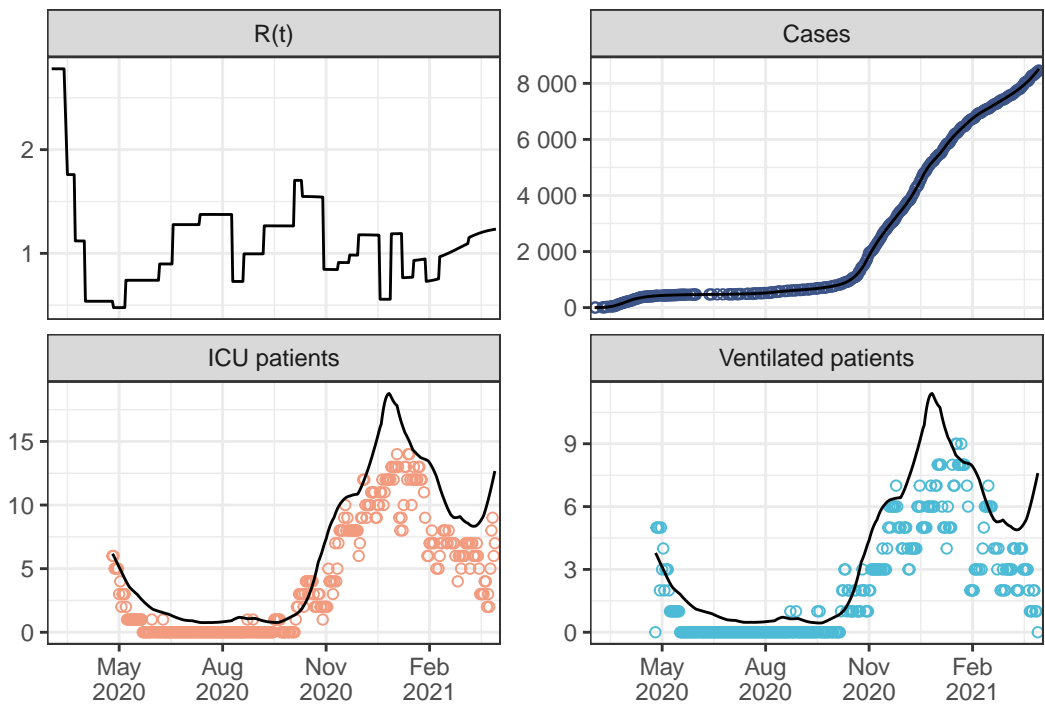 R(t)
Cases
2
1
8 000
6 000
4 000
2 000
0
ICU patients
Ventilated patients
15
10
5
0
9
6
3
0
May
2020
Aug
2020
Nov
2020
Feb
2021
May
2020
Aug
2020
Nov
2020
Feb
2021